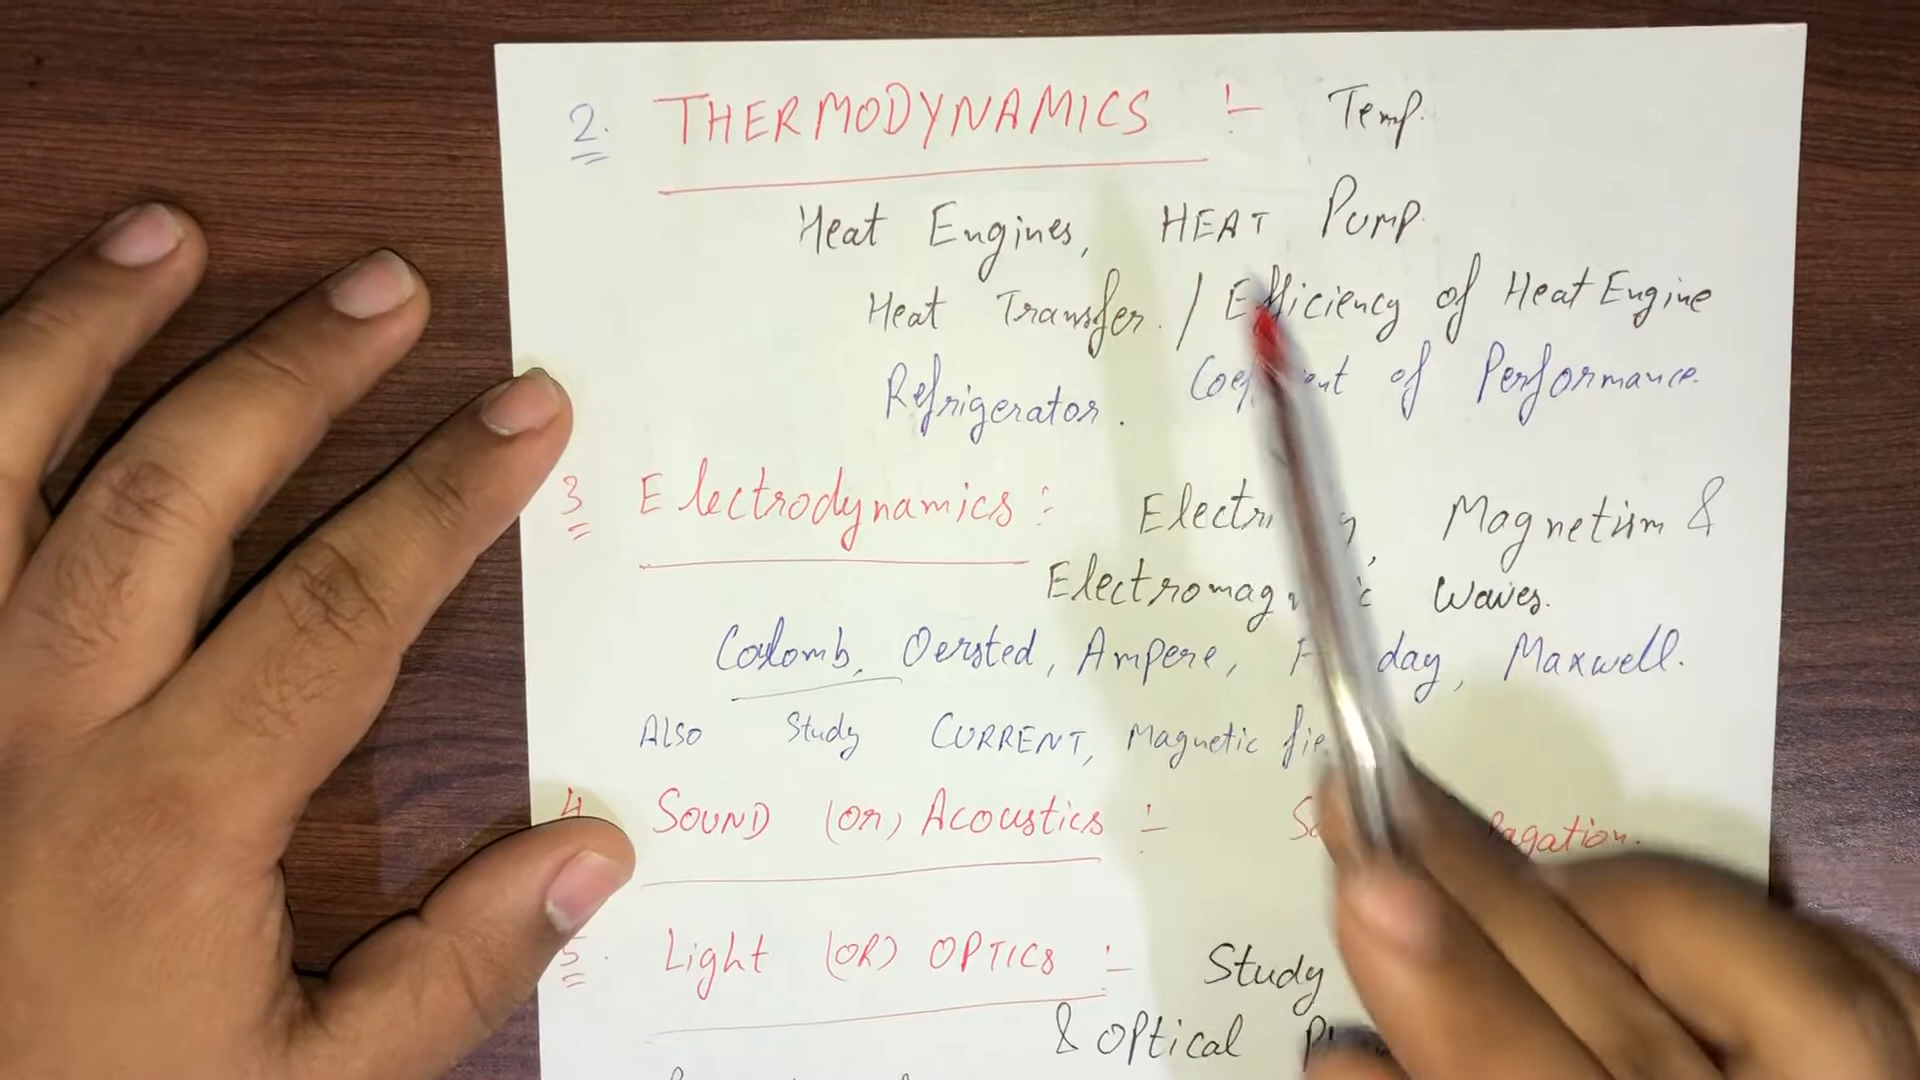 2. THERMODYNAMICS :- Temp.
Heat Engines, HEAT PUMP.
Heat Transfer. / Efficiency of Heat Engine
Refrigerator. of Performance.
3 Electrodynamics :- Magnetism &
Waves.
Coulomb, Oersted, Ampere, Maxwell.
ALSO Study CURRENT, Magnetic
4 SOUND (or) Acoustics :-
5. Light (OR) OPTICS :- Study
& Optical